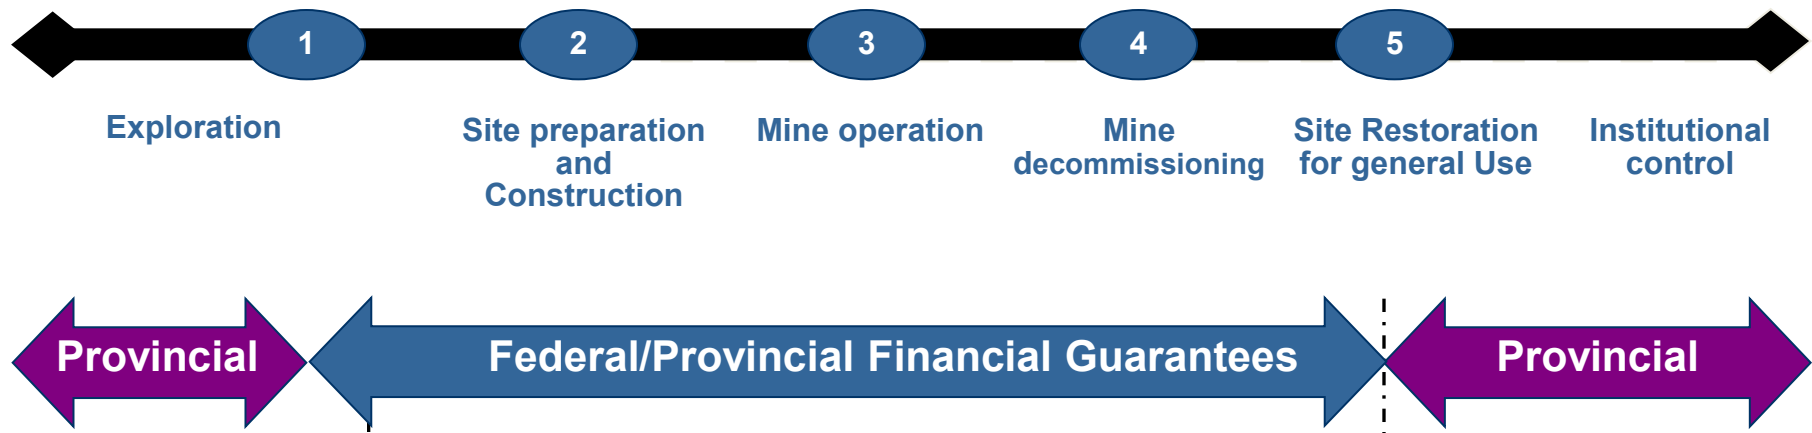 1 2 3 4 5
Exploration
Site preparation
and
Construction
Mine operation
Mine
decommissioning
Site Restoration
for general Use
Institutional
control
Provincial
Federal/Provincial Financial Guarantees
Provincial